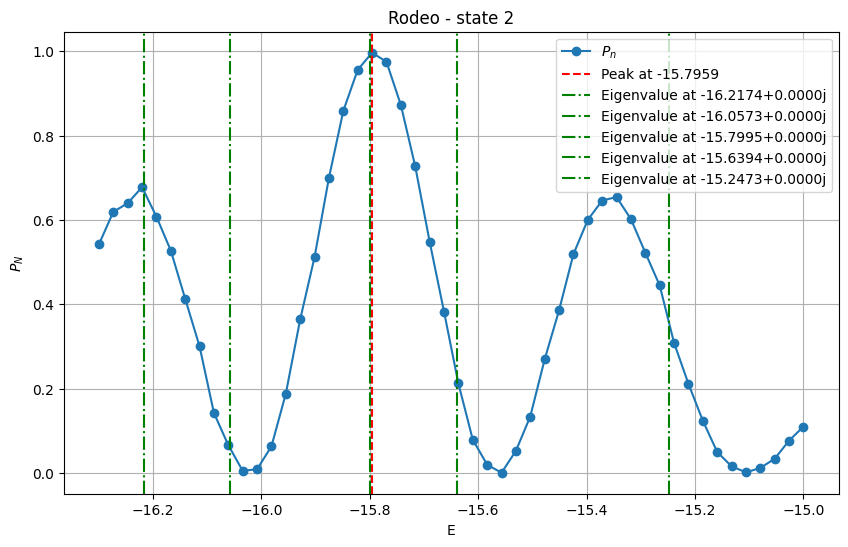 Rodeo - state 2
P_n
Peak at -15.7959
Eigenvalue at -16.2174+0.0000j
Eigenvalue at -16.0573+0.0000j
Eigenvalue at -15.7995+0.0000j
Eigenvalue at -15.6394+0.0000j
Eigenvalue at -15.2473+0.0000j
P_N
1.0
0.8
0.6
0.4
0.2
0.0
−16.2 −16.0 −15.8 −15.6 −15.4 −15.2 −15.0
E